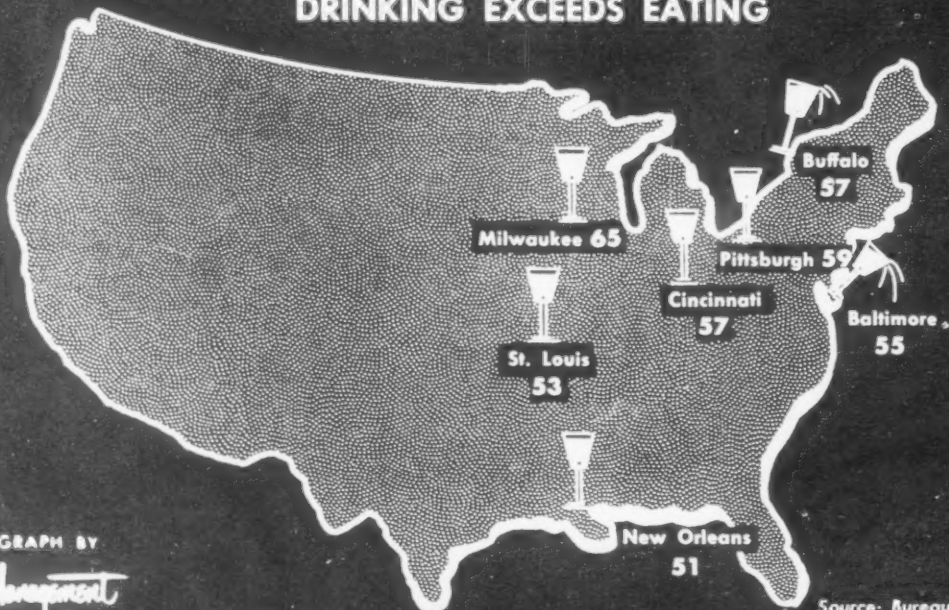 DRINKING EXCEEDS EATING
Buffalo
57
Milwaukee 65
Pittsburgh 59
Cincinnati
57
Baltimore
55
St. Louis
53
New Orleans
51
GRAPH BY
Management
Source: Bureau